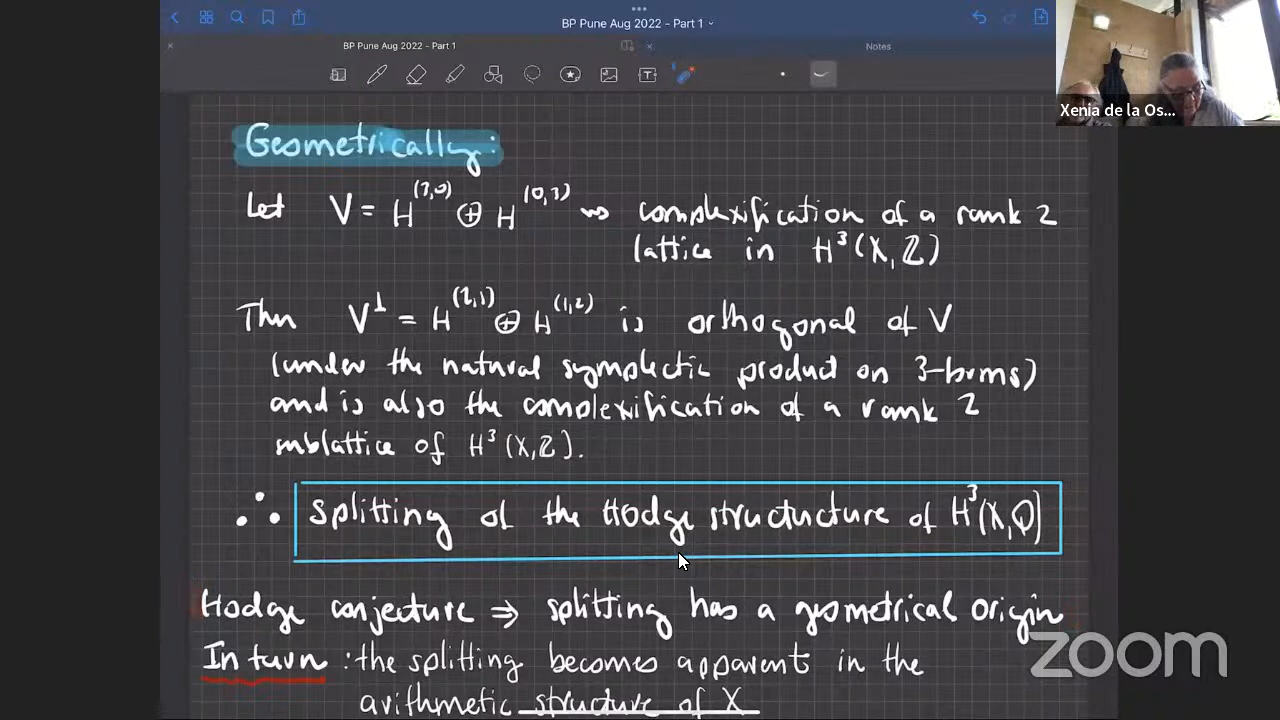 BP Pune Aug 2022 - Part 1
BP Pune Aug 2022 - Part 1
Notes
Xenia de la Os...
Geometrically:
Let V = H^(3,0) ⊕ H^(0,3) ⇝ complexification of a rank 2
lattice in H³(X,ℤ)
Then V^⊥ = H^(2,1) ⊕ H^(1,2) is orthogonal of V
(under the natural symplectic product on 3-forms)
and is also the complexification of a rank 2
sublattice of H³(X,ℤ).
∴ Splitting of the Hodge structucture of H³(X,ℚ)
Hodge conjecture ⇒ splitting has a geometrical origin
In turn : the splitting becomes apparent in the
arithmetic structure of X
zoom